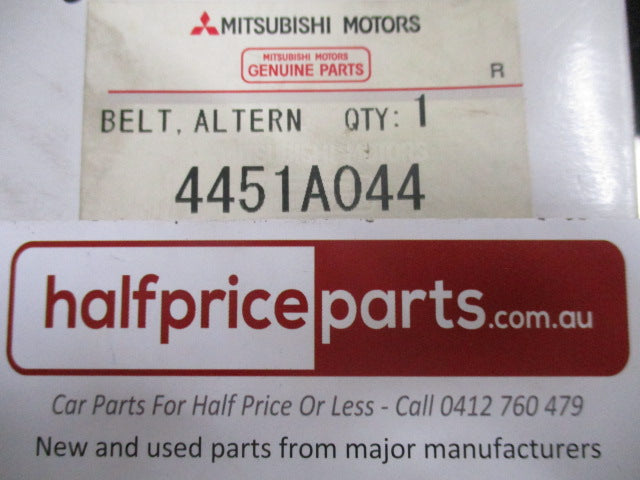 MITSUBISHI MOTORS
MITSUBISHI MOTORS
GENUINE PARTS
R
BELT, ALTERN QTY: 1
4451A044
halfpriceparts.com.au
Car Parts For Half Price Or Less - Call 0412 760 479
New and used parts from major manufacturers